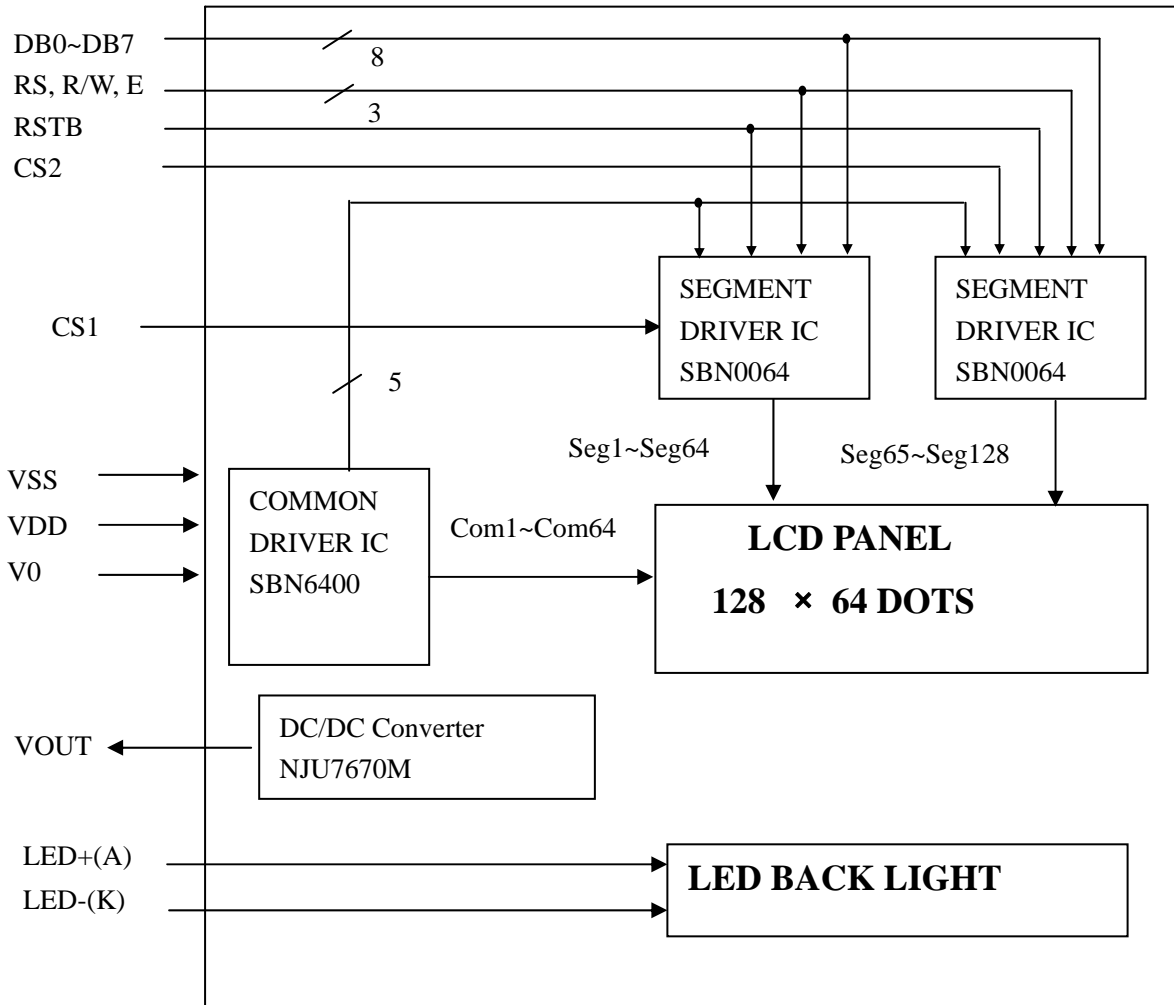 DB0~DB7
8
RS, R/W, E
3
RSTB
CS2
SEGMENT
DRIVER IC
SBN0064
SEGMENT
DRIVER IC
SBN0064
CS1
5
Seg1~Seg64
Seg65~Seg128
VSS
VDD
V0
COMMON
DRIVER IC
SBN6400
Com1~Com64
LCD PANEL
128 × 64 DOTS
VOUT
DC/DC Converter
NJU7670M
LED+(A)
LED-(K)
LED BACK LIGHT